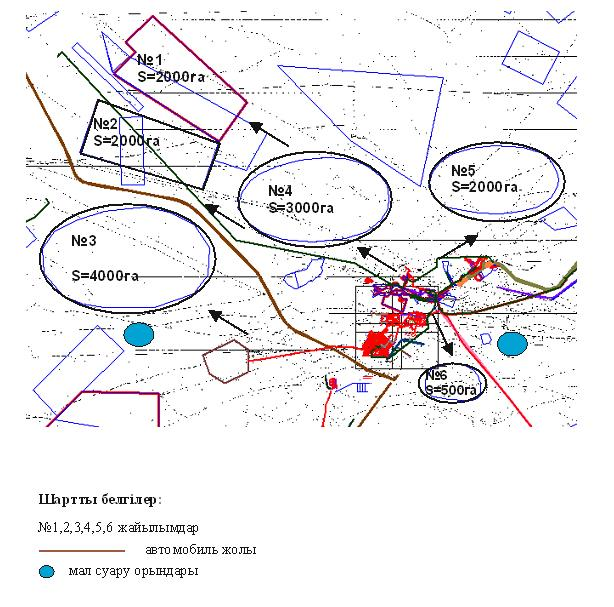 №1
S=2000га
№2
S=2000га
№5
S=2000га
№4
S=3000га
№3
S=4000га
№6
S=500га
Шартты белгілер:
№1,2,3,4,5,6 жайылымдар
автомобиль жолы
мал суару орындары